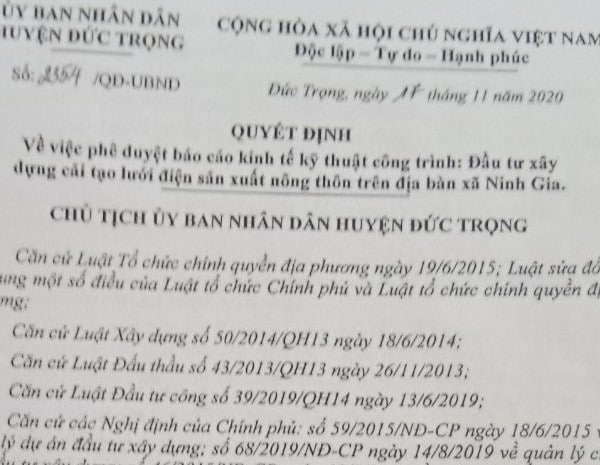 ỦY BAN NHÂN DÂN
HUYỆN ĐỨC TRỌNG
CỘNG HÒA XÃ HỘI CHỦ NGHĨA VIỆT NAM
Độc lập – Tự do – Hạnh phúc
Số: 2354 /QĐ-UBND
Đức Trọng, ngày tháng 11 năm 2020
QUYẾT ĐỊNH
Về việc phê duyệt báo cáo kinh tế kỹ thuật công trình: Đầu tư xây
dựng cải tạo lưới điện sản xuất nông thôn trên địa bàn xã Ninh Gia.
CHỦ TỊCH ỦY BAN NHÂN DÂN HUYỆN ĐỨC TRỌNG
Căn cứ Luật Tổ chức chính quyền địa phương ngày 19/6/2015; Luật sửa đổ
ung một số điều của Luật tổ chức Chính phủ và Luật tổ chức chính quyền đị
ơng;
Căn cứ Luật Xây dựng số 50/2014/QH13 ngày 18/6/2014;
Căn cứ Luật Đấu thầu số 43/2013/QH13 ngày 26/11/2013;
Căn cứ Luật Đầu tư công số 39/2019/QH14 ngày 13/6/2019;
Căn cứ các Nghị định của Chính phủ: số 59/2015/NĐ-CP ngày 18/6/2015 v
lý dự án đầu tư xây dựng; số 68/2019/NĐ-CP ngày 14/8/2019 về quản lý c